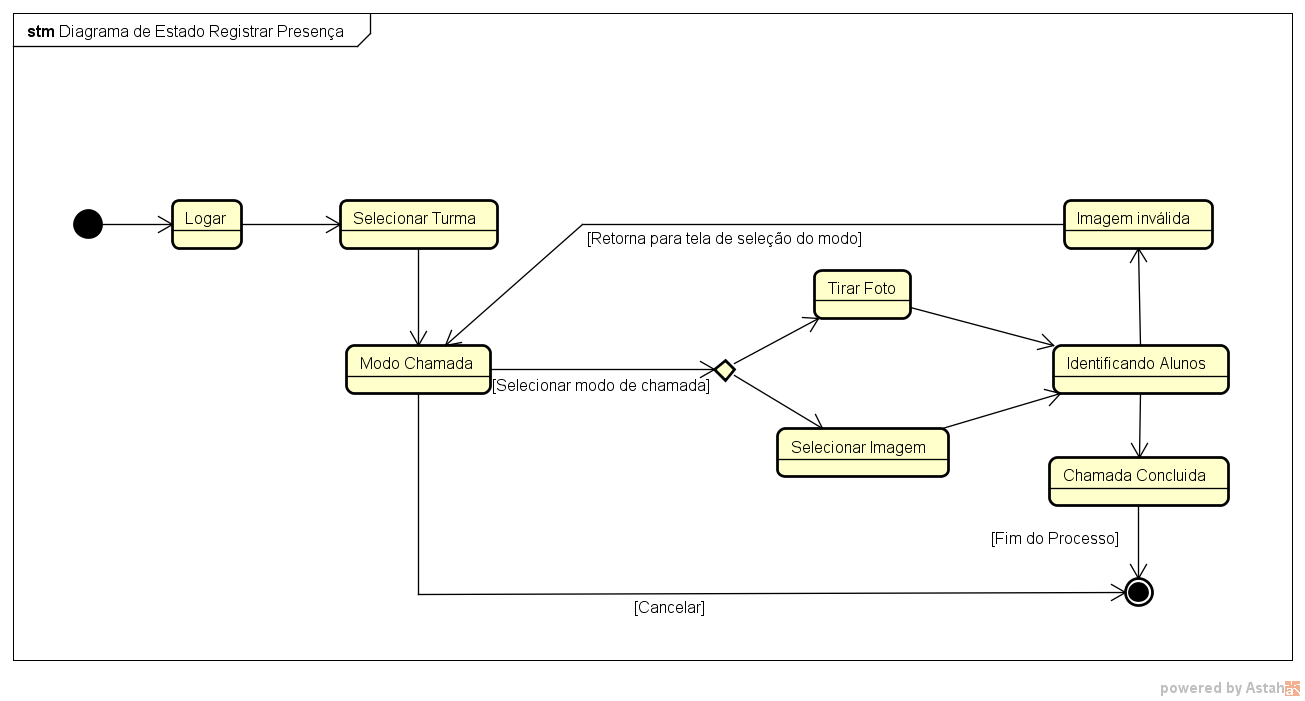 stm Diagrama de Estado Registrar Presença
Logar
Selecionar Turma
Imagem inválida
[Retorna para tela de seleção do modo]
Tirar Foto
Modo Chamada
Identificando Alunos
[Selecionar modo de chamada]
Selecionar Imagem
Chamada Concluida
[Fim do Processo]
[Cancelar]
powered by Astah